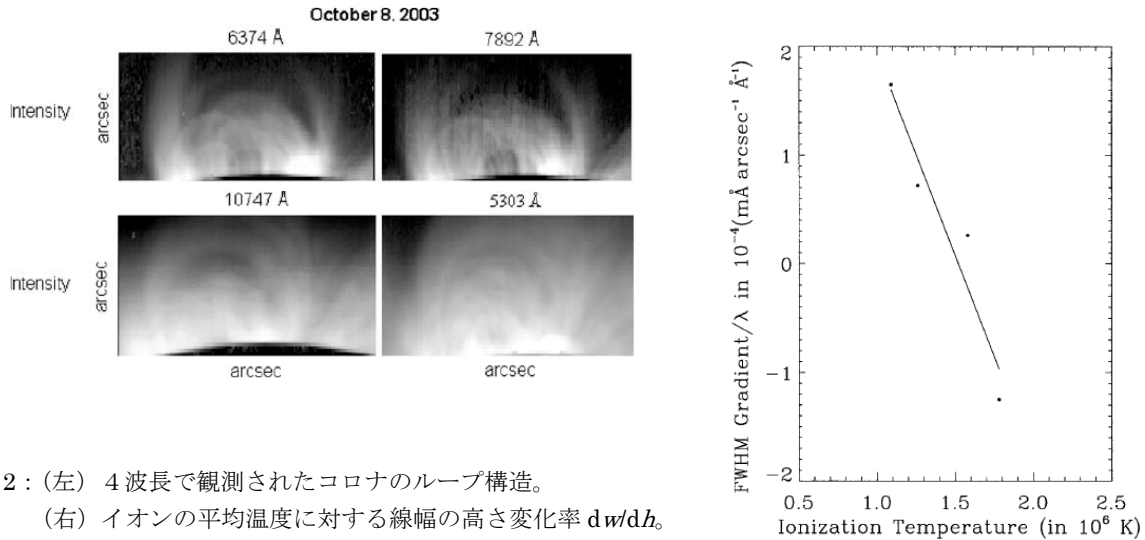 October 8, 2003
6374 Å
7892 Å
Intensity
arcsec
10747 Å
5303 Å
Intensity
arcsec
arcsec
arcsec
2：（左） ４波長で観測されたコロナのループ構造。
（右）イオンの平均温度に対する線幅の高さ変化率 dw/dh。
FWHM Gradient/λ in 10⁻⁴(mÅ arcsec⁻¹ Å⁻¹)
2
1
0
−1
−2
0.5
1.0
1.5
2.0
2.5
Ionization Temperature (in 10⁶ K)